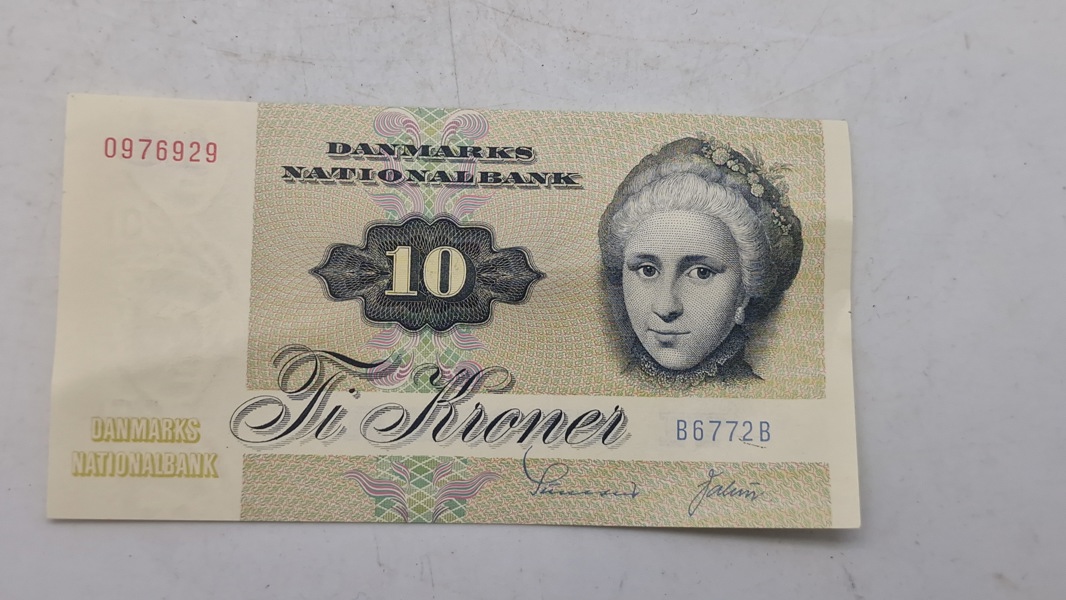 0976929
DANMARKS
NATIONALBANK
10
Ti Kroner
B6772B
DANMARKS
NATIONALBANK